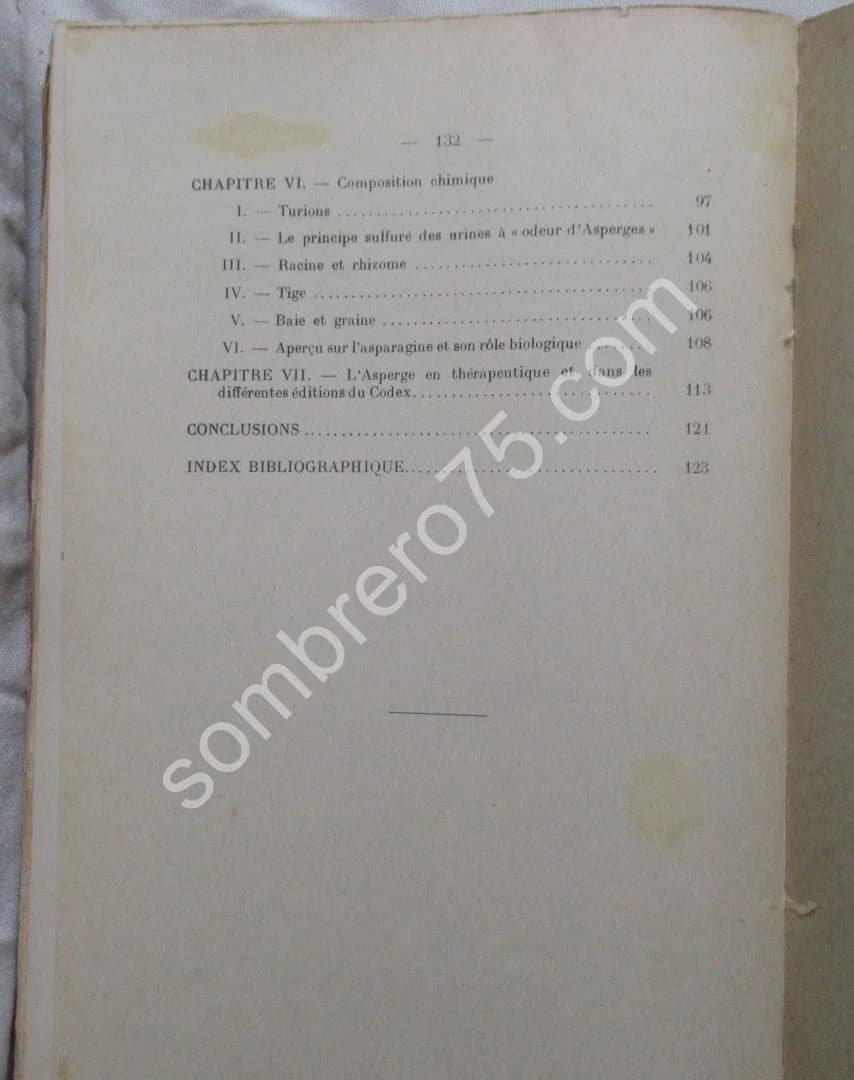 — 132 —
CHAPITRE VI. — Composition chimique
I. — Turions ........................................ 97
II. — Le principe sulfuré des urines à « odeur d'Asperges » 101
III. — Racine et rhizome ............................ 104
IV. — Tige ........................................ 106
V. — Baie et graine ................................ 106
VI. — Aperçu sur l'asparagine et son rôle biologique ....... 108
CHAPITRE VII. — L'Asperge en thérapeutique et dans les
différentes éditions du Codex............................ 113
CONCLUSIONS ........................................ 121
INDEX BIBLIOGRAPHIQUE............................... 123
sombrero75.com